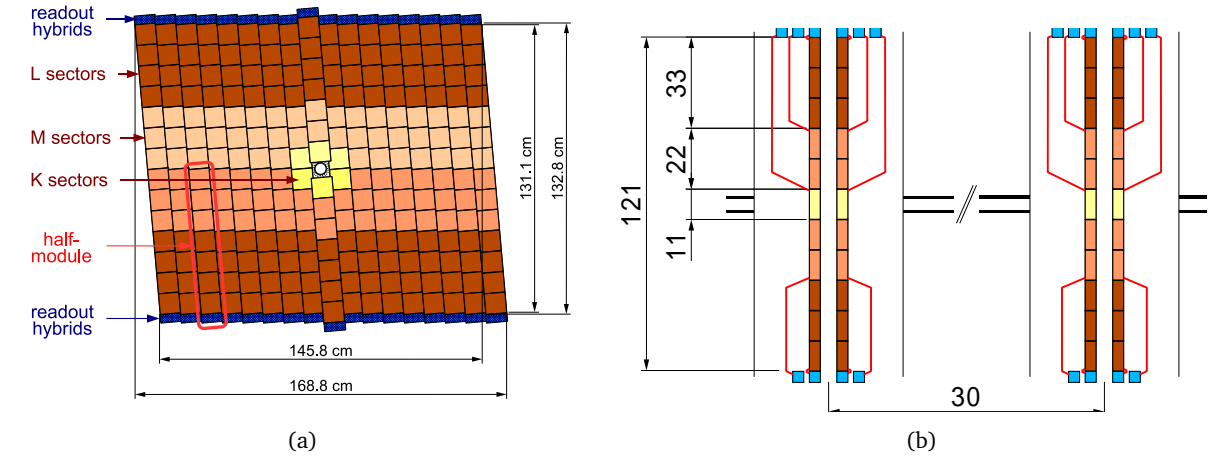 readout
hybrids
L sectors
M sectors
K sectors
half-
module
readout
hybrids
131.1 cm
132.8 cm
145.8 cm
168.8 cm
(a)
33
22
121
11
30
(b)